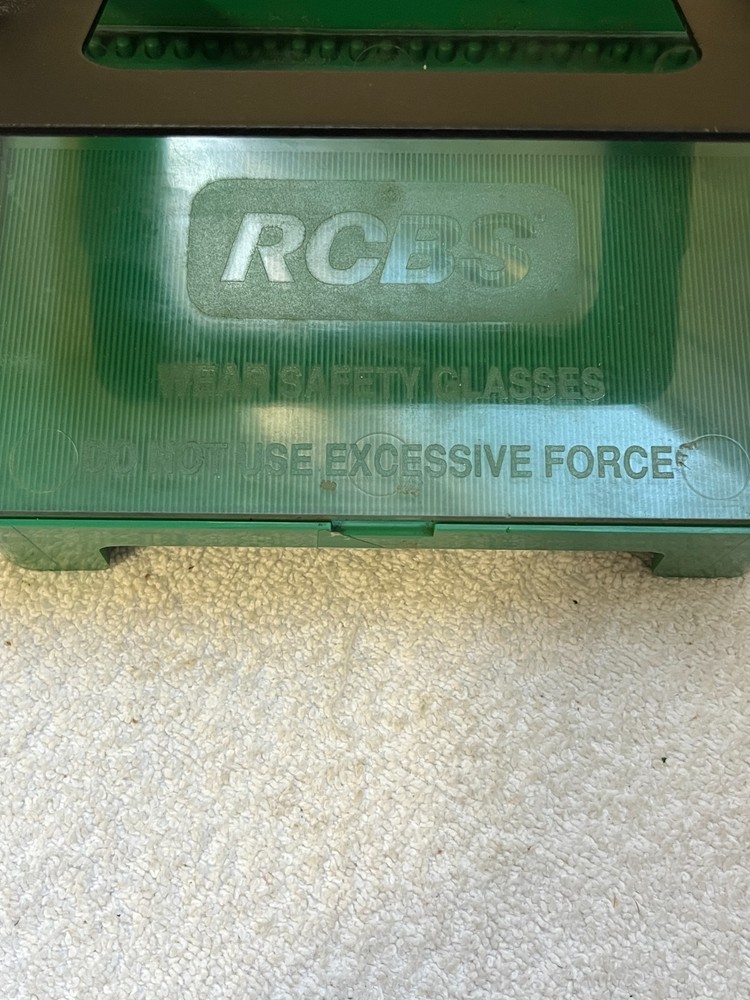 RCBS
WEAR SAFETY GLASSES
DO NOT USE EXCESSIVE FORCE